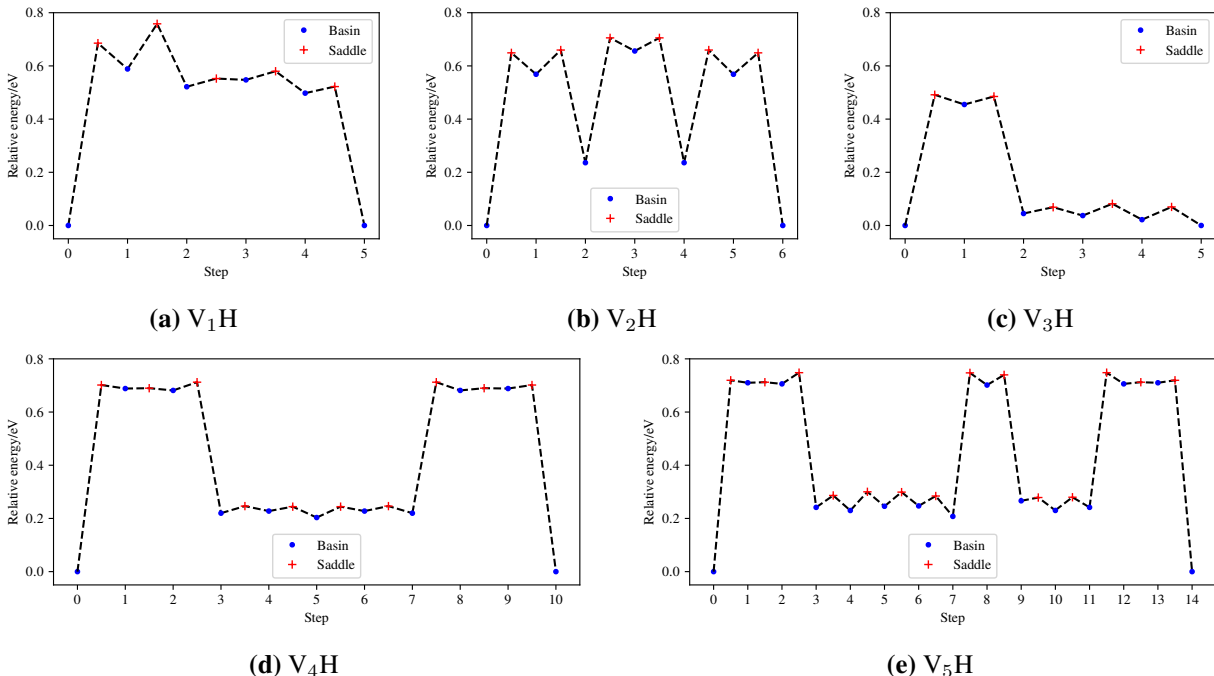 0.8
0.6
0.4
0.2
0.0
Relative energy/eV
Basin
Saddle
0 1 2 3 4 5
Step
(a) V₁H
0.8
0.6
0.4
0.2
0.0
Relative energy/eV
Basin
Saddle
0 1 2 3 4 5 6
Step
(b) V₂H
0.8
0.6
0.4
0.2
0.0
Relative energy/eV
Basin
Saddle
0 1 2 3 4 5
Step
(c) V₃H
0.8
0.6
0.4
0.2
0.0
Relative energy/eV
Basin
Saddle
0 1 2 3 4 5 6 7 8 9 10
Step
(d) V₄H
0.8
0.6
0.4
0.2
0.0
Relative energy/eV
Basin
Saddle
0 1 2 3 4 5 6 7 8 9 10 11 12 13 14
Step
(e) V₅H